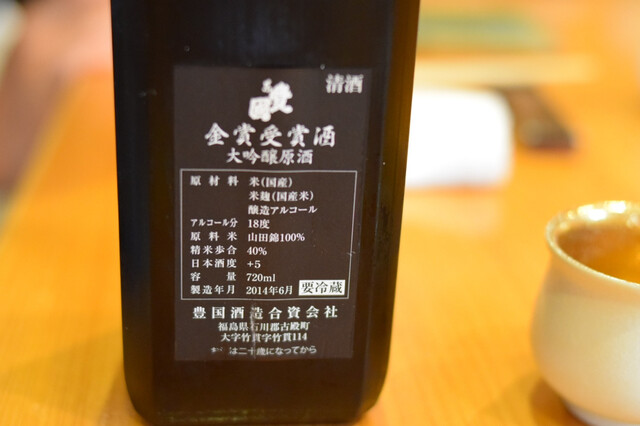 清酒
金賞受賞酒
大吟醸原酒
原材料 米(国産)
米麹(国産米)
醸造アルコール
アルコール分 18度
原料米 山田錦100%
精米歩合 40%
日本酒度 +5
容量 720ml
製造年月 2014年6月 要冷蔵
豊国酒造合資会社
福島県石川郡古殿町
大字竹貫字竹貫114
は二十歳になってから